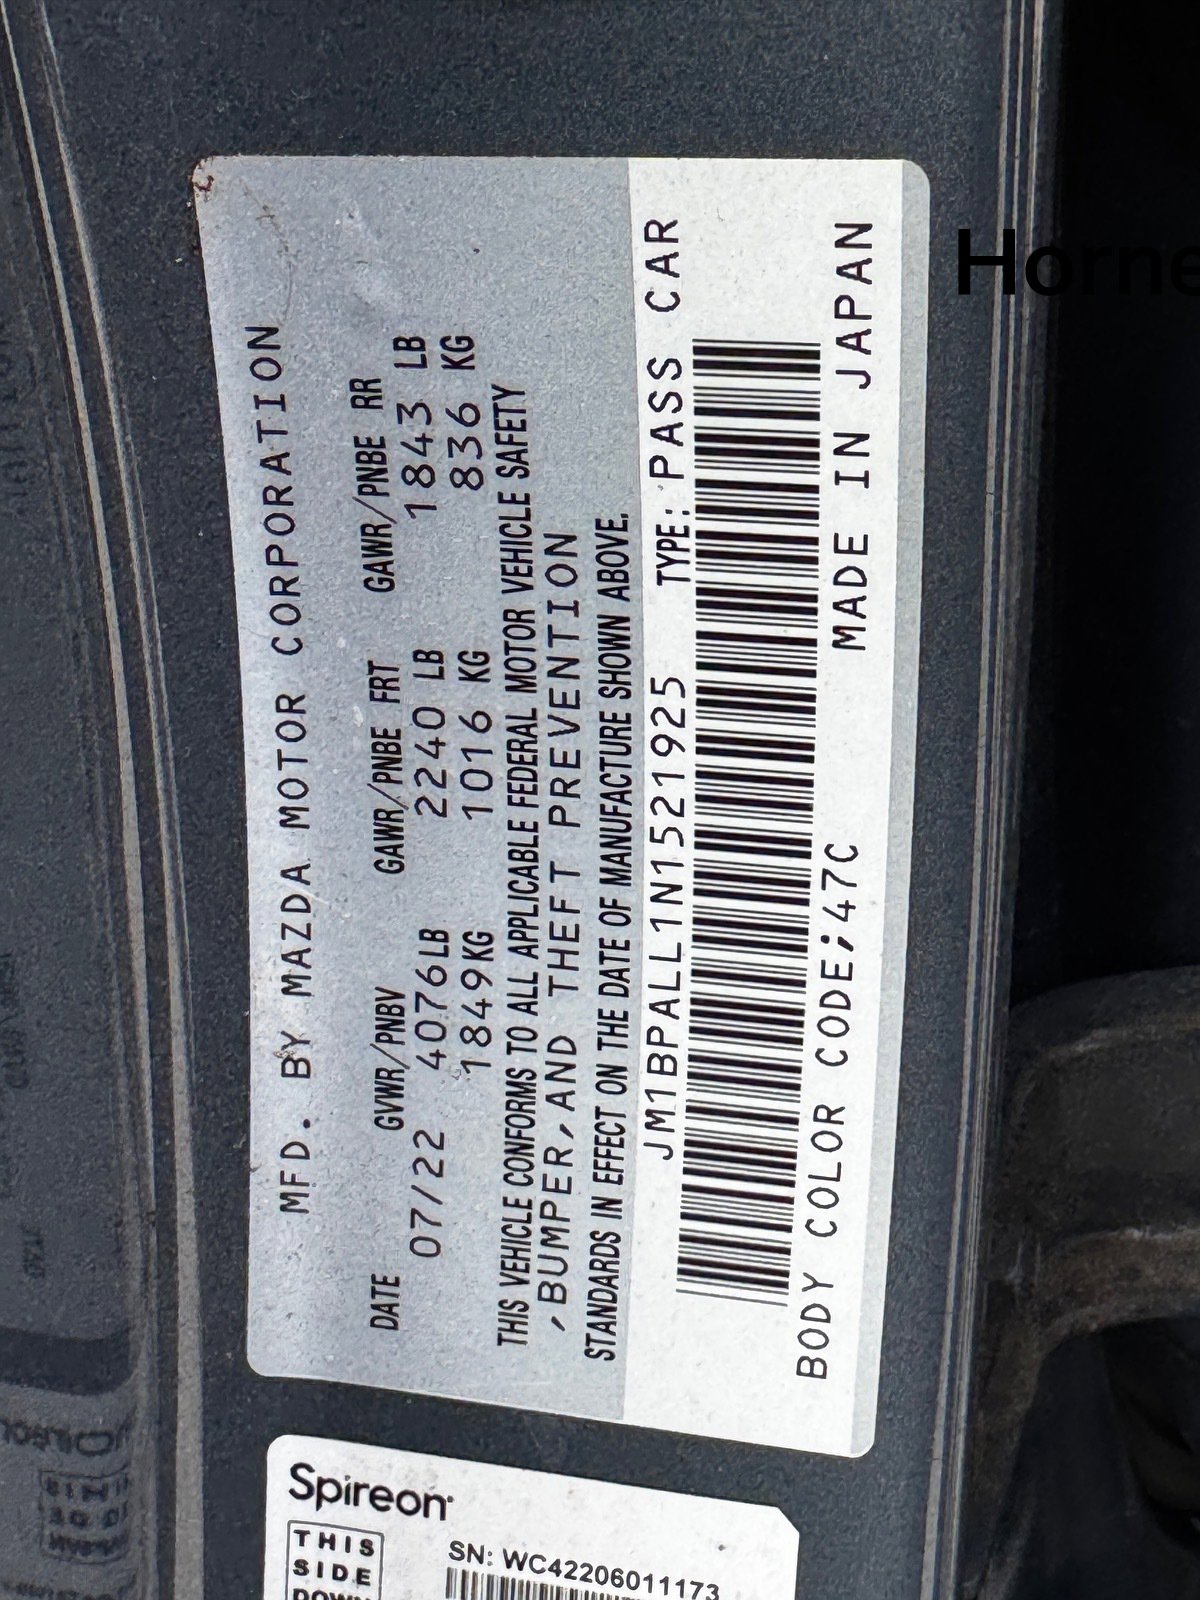 MFD. BY MAZDA MOTOR CORPORATION
DATE GVWR/PNBV GAWR/PNBE FRT GAWR/PNBE RR
07/22 4076LB 2240 LB 1843 LB
1849KG 1016 KG 836 KG
THIS VEHICLE CONFORMS TO ALL APPLICABLE FEDERAL MOTOR VEHICLE SAFETY
,BUMPER,AND THEFT PREVENTION
STANDARDS IN EFFECT ON THE DATE OF MANUFACTURE SHOWN ABOVE.
JM1BPALL1N1521925 TYPE: PASS CAR
BODY COLOR CODE;47C MADE IN JAPAN
Spireon
THIS
SIDE
DOWN
SN: WC42206011173